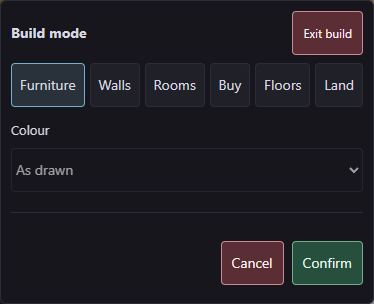 Build mode
Exit build
Furniture Walls Rooms Buy Floors Land
Colour
As drawn
Cancel Confirm